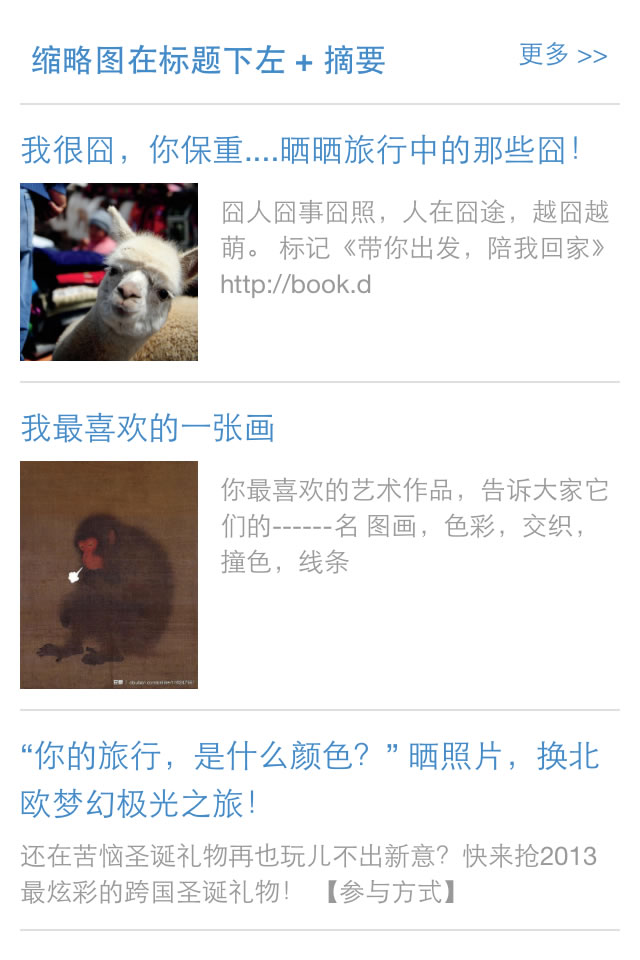 缩略图在标题下左 + 摘要
更多 >>
我很囧，你保重....晒晒旅行中的那些囧！
囧人囧事囧照，人在囧途，越囧越
萌。 标记《带你出发，陪我回家》
http://book.d
我最喜欢的一张画
你最喜欢的艺术作品，告诉大家它
们的------名 图画，色彩，交织，
撞色，线条
“你的旅行，是什么颜色？” 晒照片，换北
欧梦幻极光之旅！
还在苦恼圣诞礼物再也玩儿不出新意？快来抢2013
最炫彩的跨国圣诞礼物！ 【参与方式】